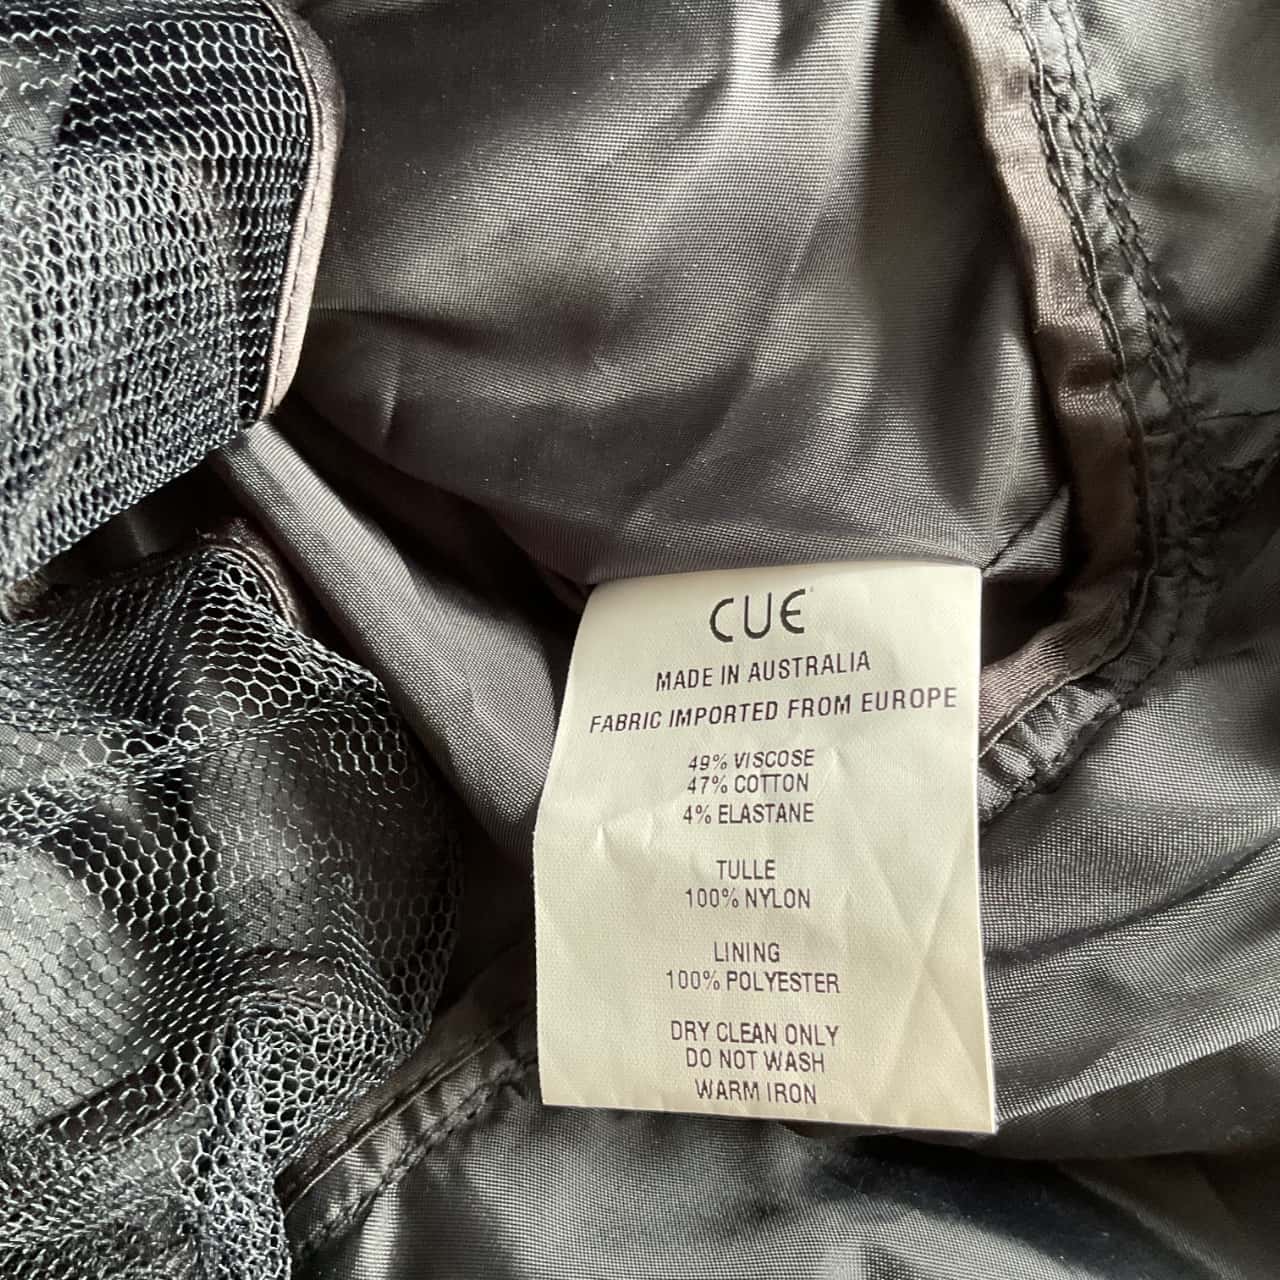 CUE
MADE IN AUSTRALIA
FABRIC IMPORTED FROM EUROPE
49% VISCOSE
47% COTTON
4% ELASTANE
TULLE
100% NYLON
LINING
100% POLYESTER
DRY CLEAN ONLY
DO NOT WASH
WARM IRON